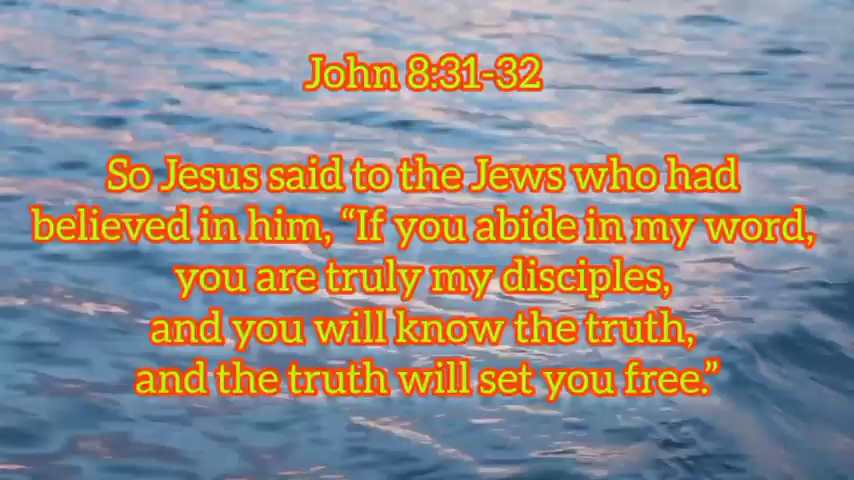 John 8:31-32
So Jesus said to the Jews who had
believed in him, “If you abide in my word,
you are truly my disciples,
and you will know the truth,
and the truth will set you free.”